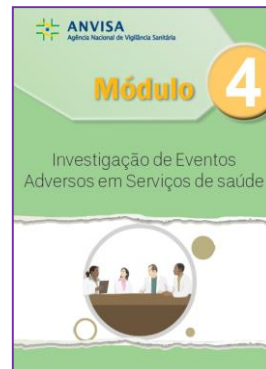 ANVISA
Agência Nacional de Vigilância Sanitária
Módulo 4
Investigação de Eventos
Adversos em Serviços de saúde